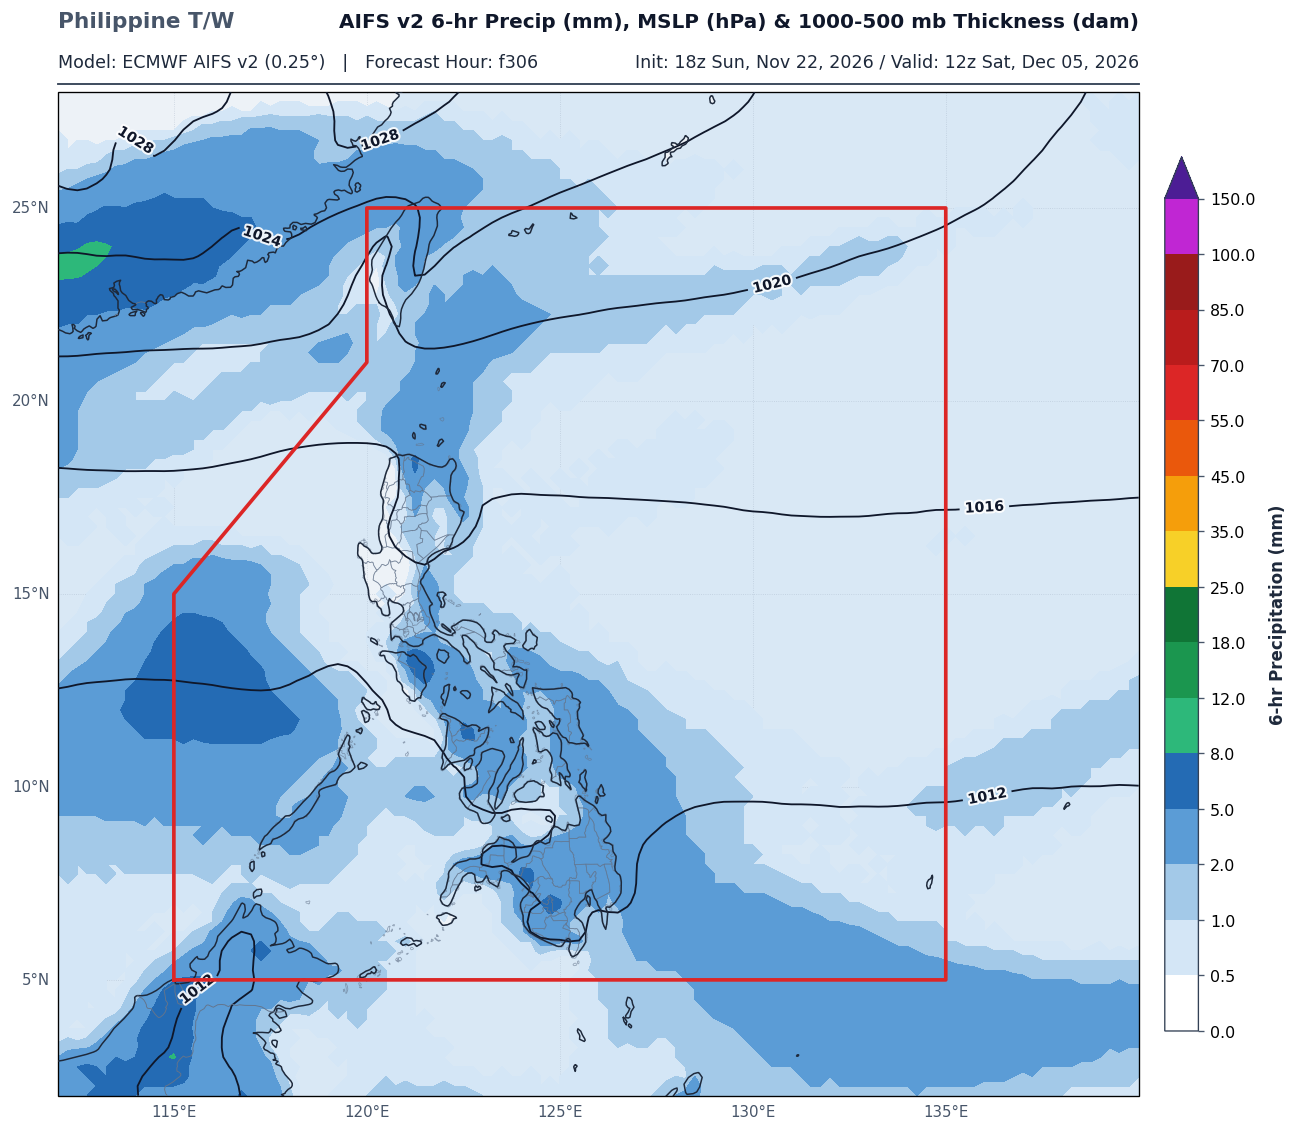 Philippine T/W
AIFS v2 6-hr Precip (mm), MSLP (hPa) & 1000-500 mb Thickness (dam)
Model: ECMWF AIFS v2 (0.25°) | Forecast Hour: f306
Init: 18z Sun, Nov 22, 2026 / Valid: 12z Sat, Dec 05, 2026
1028
1028
1024
1020
1016
1012
1012
25°N
20°N
15°N
10°N
5°N
115°E
120°E
125°E
130°E
135°E
150.0
100.0
85.0
70.0
55.0
45.0
35.0
25.0
18.0
12.0
8.0
5.0
2.0
1.0
0.5
0.0
6-hr Precipitation (mm)